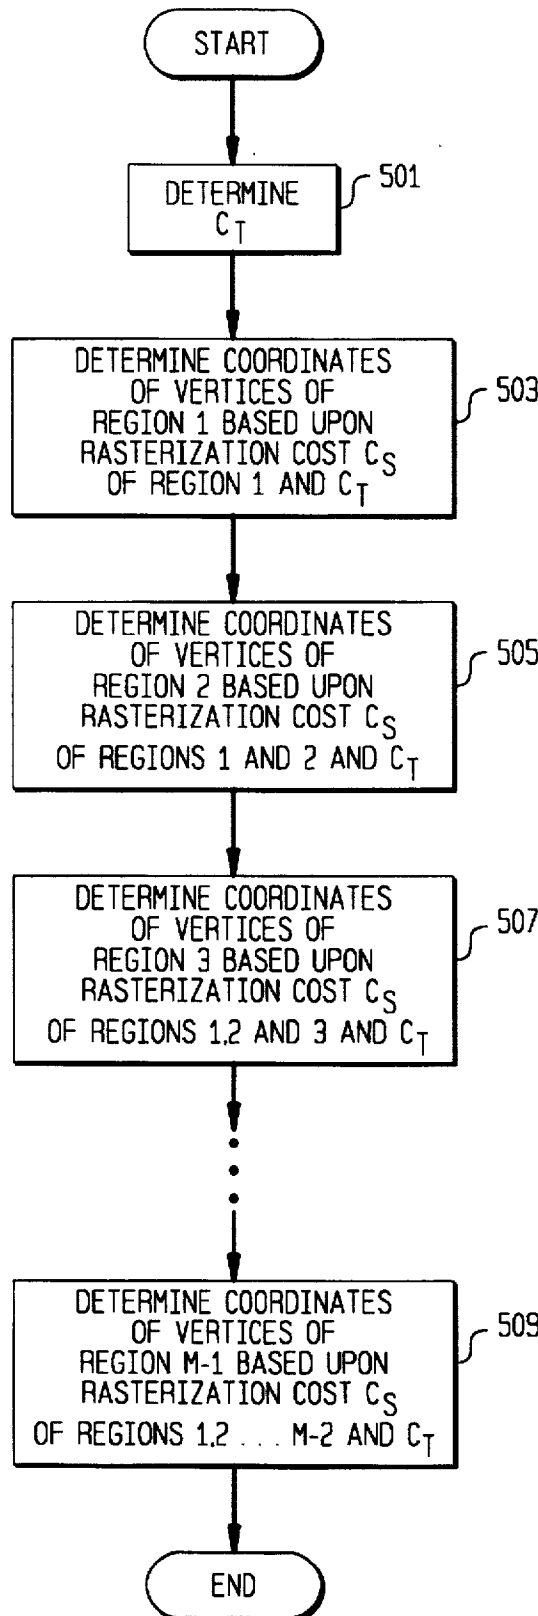 START
DETERMINE
C_T
501
DETERMINE COORDINATES
OF VERTICES OF
REGION 1 BASED UPON
RASTERIZATION COST C_S
OF REGION 1 AND C_T
503
DETERMINE COORDINATES
OF VERTICES OF
REGION 2 BASED UPON
RASTERIZATION COST C_S
OF REGIONS 1 AND 2 AND C_T
505
DETERMINE COORDINATES
OF VERTICES OF
REGION 3 BASED UPON
RASTERIZATION COST C_S
OF REGIONS 1,2 AND 3 AND C_T
507
DETERMINE COORDINATES
OF VERTICES OF
REGION M-1 BASED UPON
RASTERIZATION COST C_S
OF REGIONS 1,2 ... M-2 AND C_T
509
END